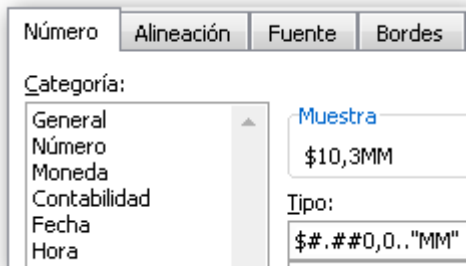 Número Alineación Fuente Bordes
Categoría:
General
Número
Moneda
Contabilidad
Fecha
Hora
Muestra
$10,3MM
Tipo:
$#.##0,0.."MM"